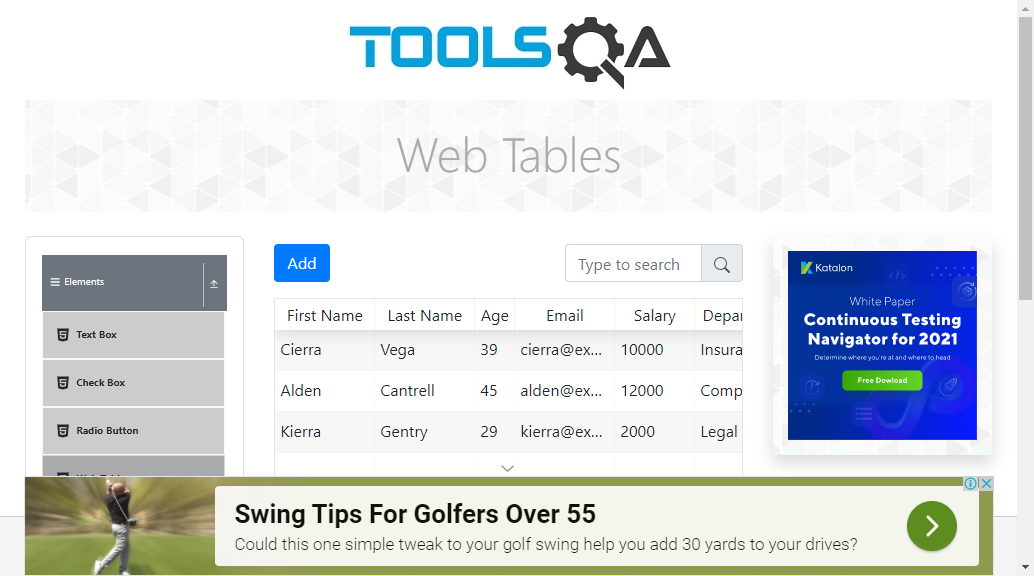 TOOLSQA
Web Tables
Elements
Text Box
Check Box
Radio Button
Add
Type to search
First Name Last Name Age Email Salary Depar
Cierra Vega 39 cierra@ex... 10000 Insura
Alden Cantrell 45 alden@ex... 12000 Comp
Kierra Gentry 29 kierra@ex... 2000 Legal
Katalon
White Paper
Continuous Testing
Navigator for 2021
Determine where you're at and where to head
Free Dowload
Swing Tips For Golfers Over 55
Could this one simple tweak to your golf swing help you add 30 yards to your drives?